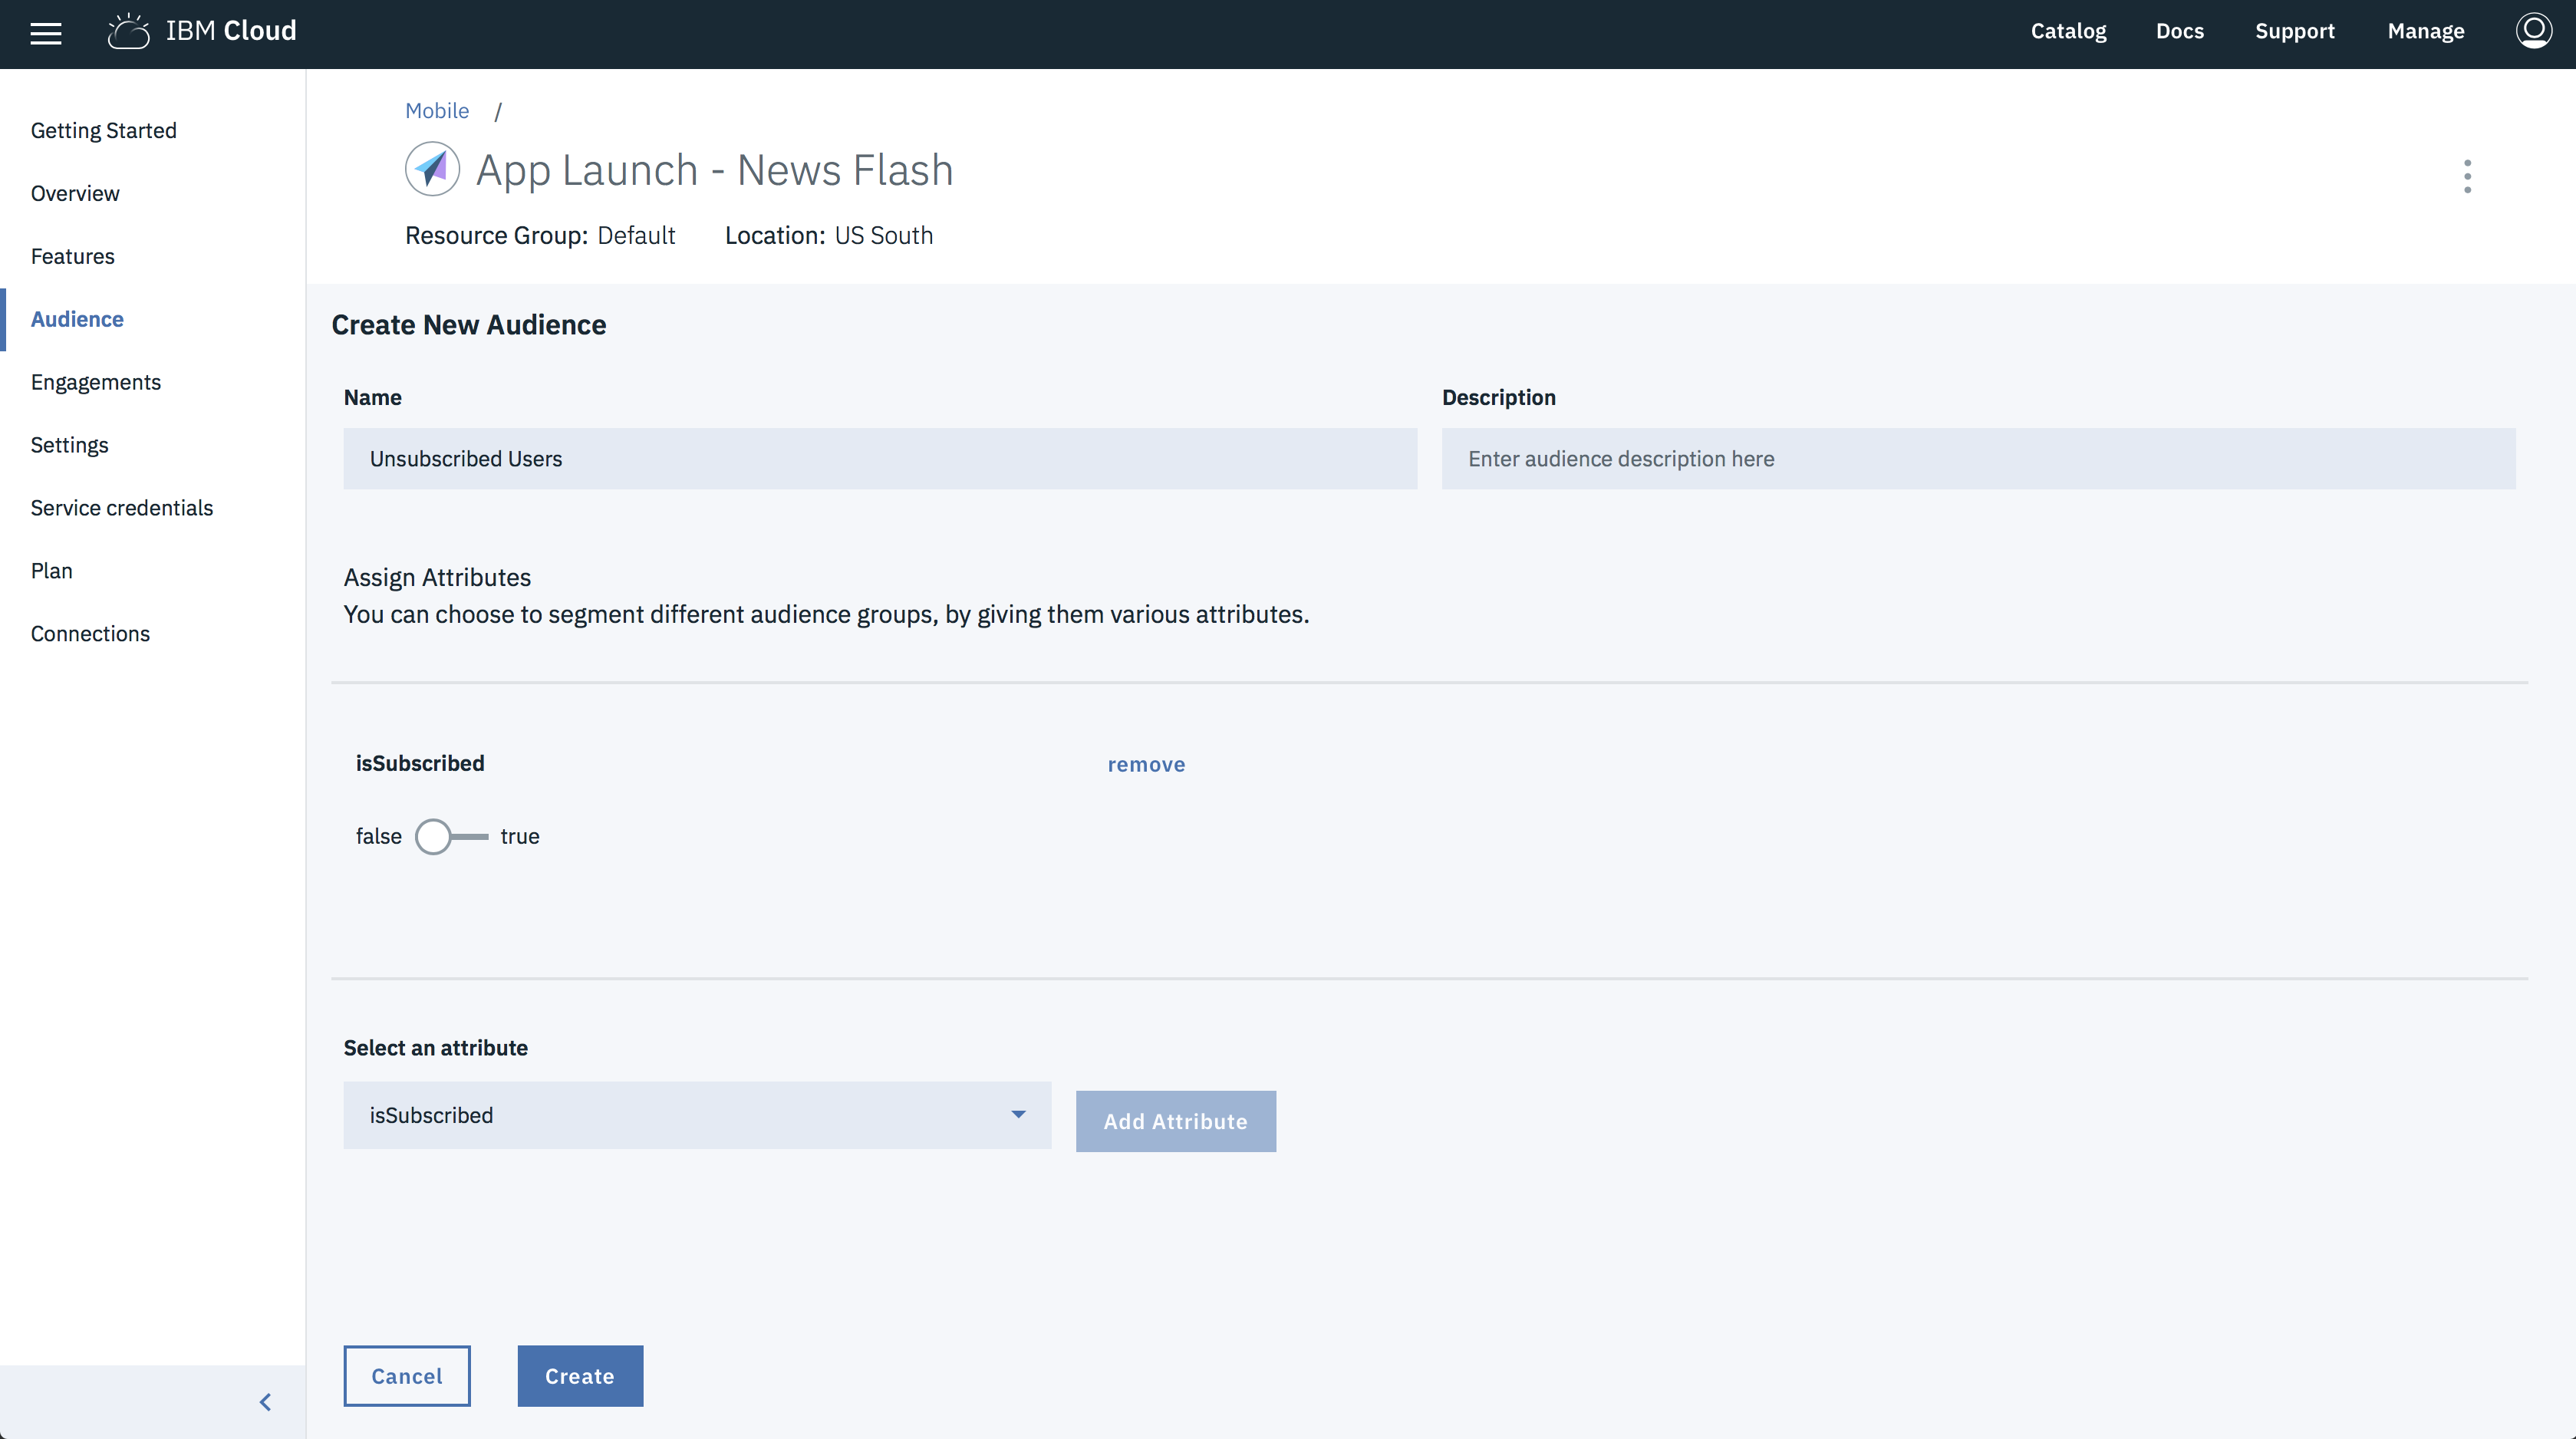 IBM Cloud
Catalog Docs Support Manage
Getting Started
Overview
Features
Audience
Engagements
Settings
Service credentials
Plan
Connections
Mobile /
App Launch - News Flash
Resource Group: Default Location: US South
Create New Audience
Name Description
Unsubscribed Users Enter audience description here
Assign Attributes
You can choose to segment different audience groups, by giving them various attributes.
isSubscribed remove
false true
Select an attribute
isSubscribed Add Attribute
Cancel Create